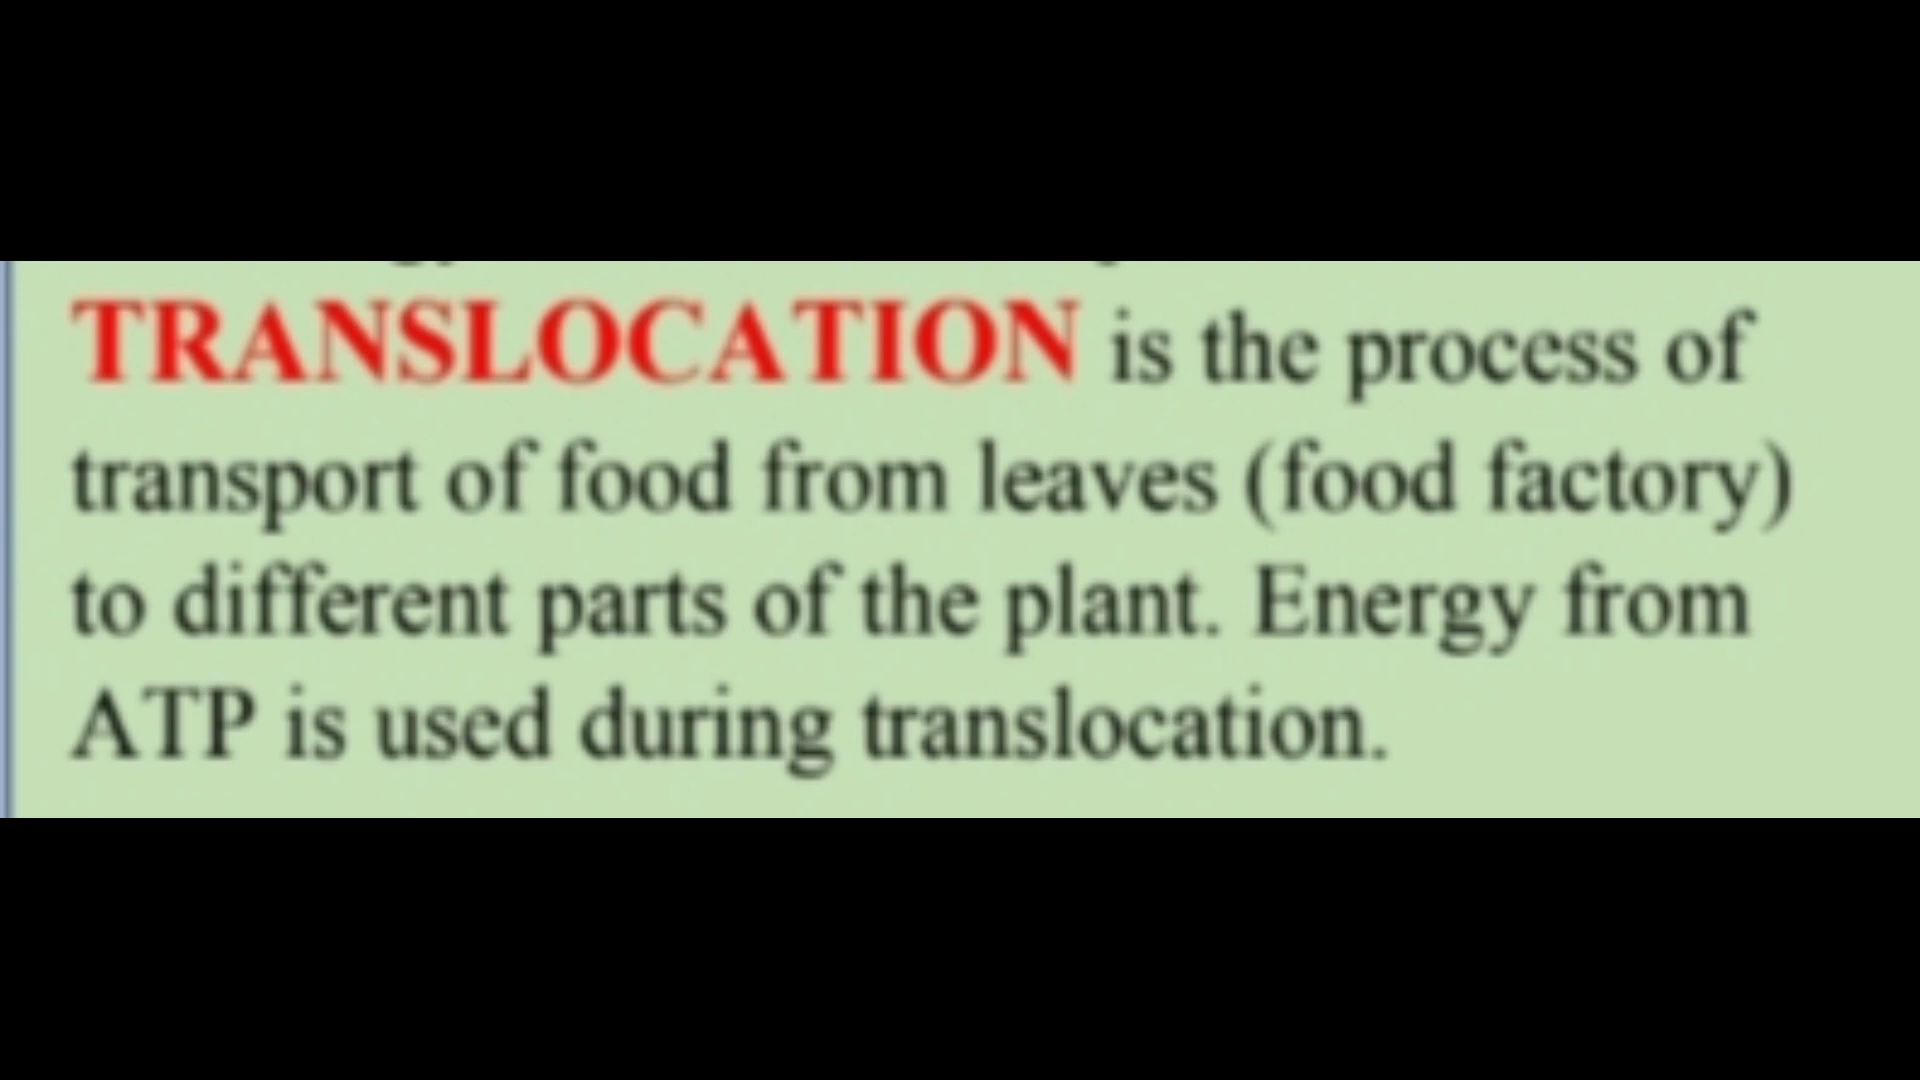 TRANSLOCATION is the process of
transport of food from leaves (food factory)
to different parts of the plant. Energy from
ATP is used during translocation.